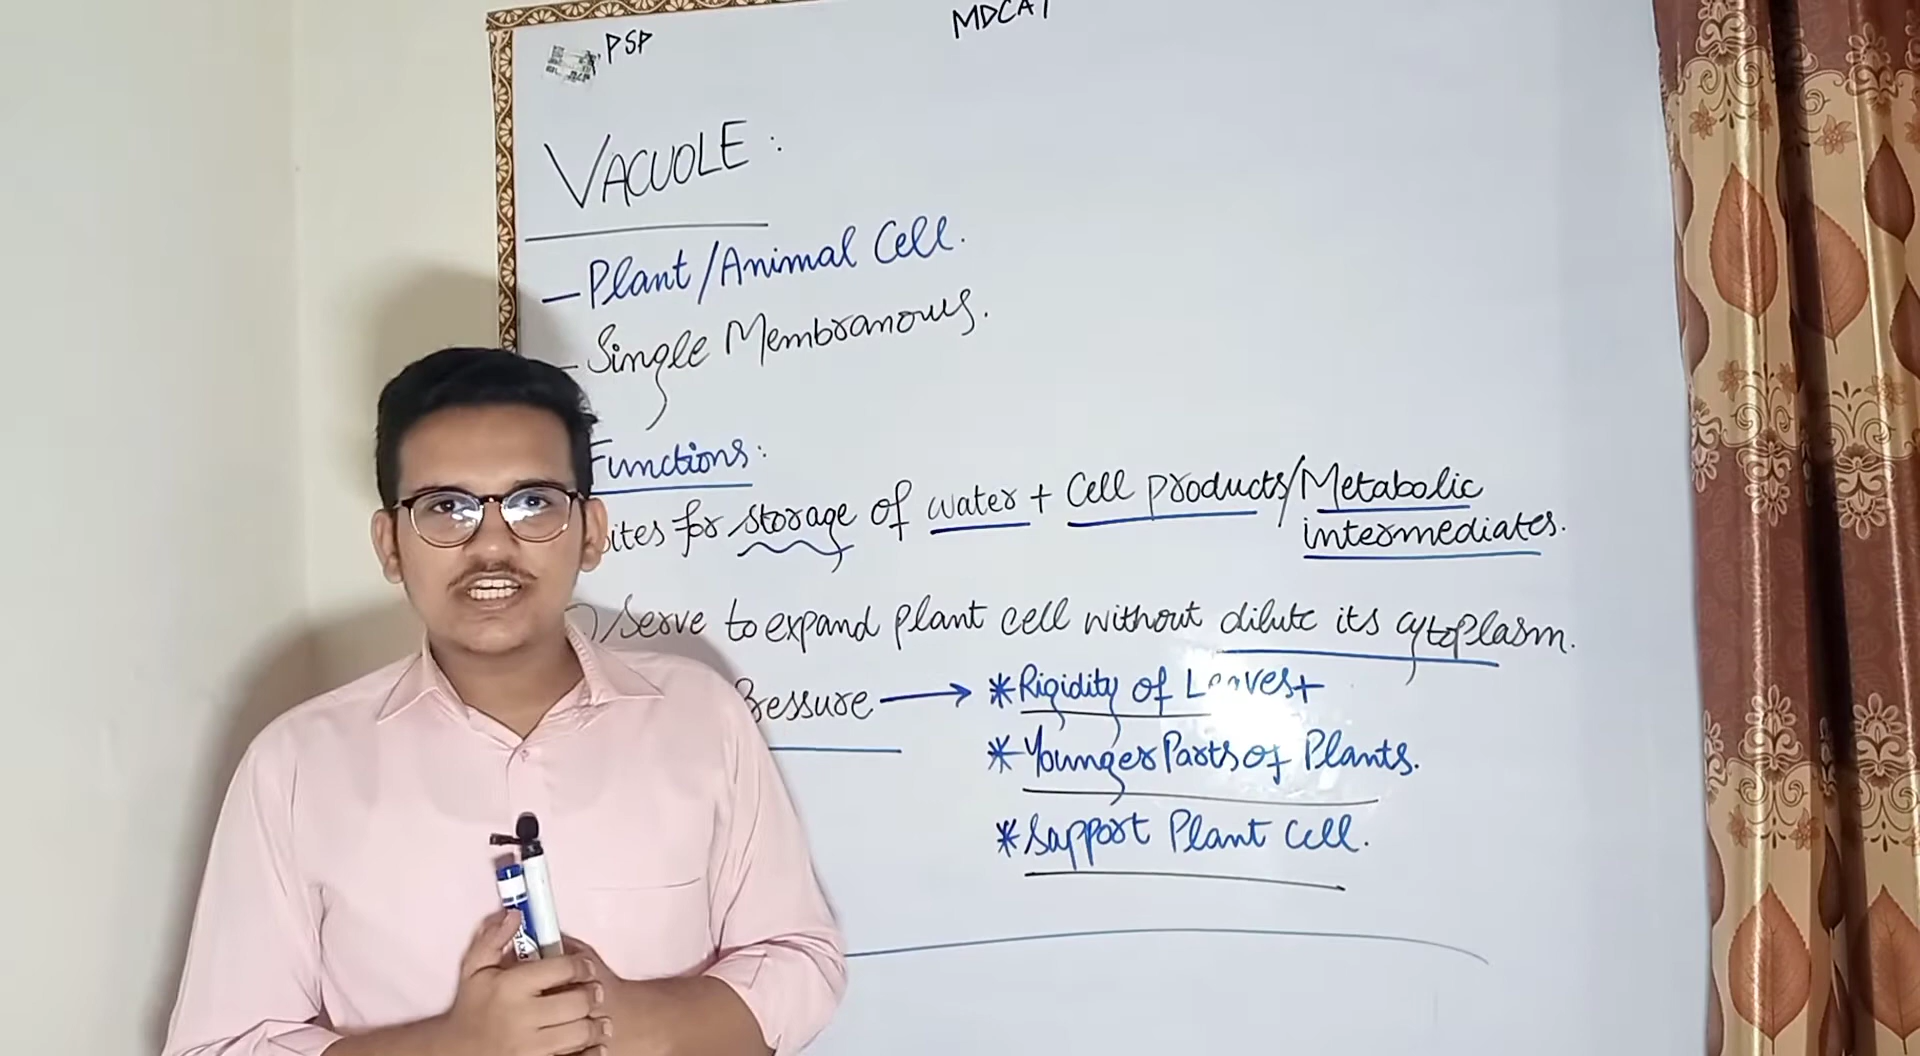 PSP
MDCAT
VACUOLE:
– Plant/Animal Cell.
– Single Membranous.
Functions:
sites for storage of water + Cell products/Metabolic
intermediates.
Serve to expand plant cell without dilute its cytoplasm.
Pressure → * Rigidity of Leaves +
* Younger Parts of Plants.
* Support Plant Cell.